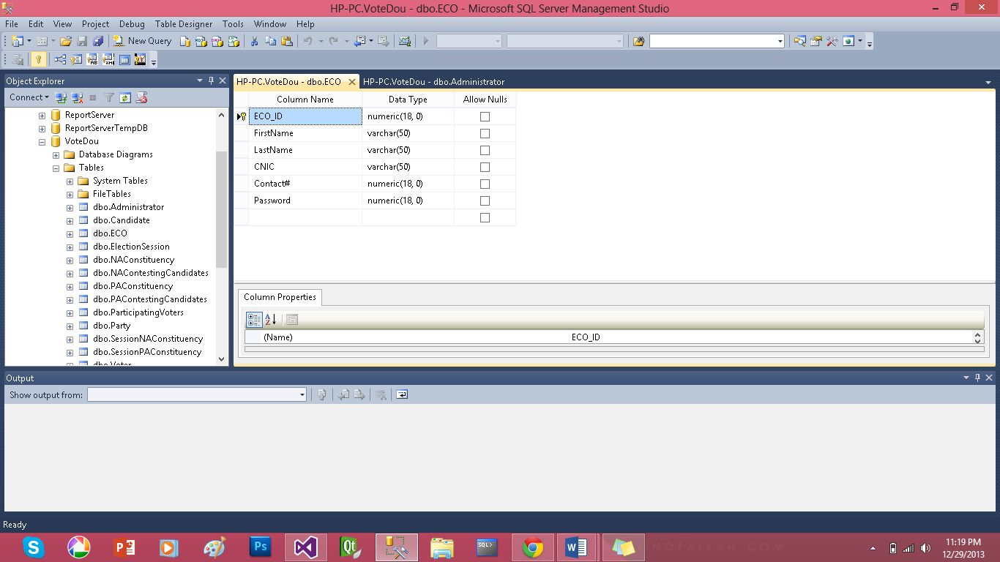 HP-PC.VoteDou - dbo.ECO - Microsoft SQL Server Management Studio
File Edit View Project Debug Table Designer Tools Window Help
New Query
Object Explorer
Connect
ReportServer
ReportServerTempDB
VoteDou
Database Diagrams
Tables
System Tables
FileTables
dbo.Administrator
dbo.Candidate
dbo.ECO
dbo.ElectionSession
dbo.NAConstituency
dbo.NAContestingCandidates
dbo.PAConstituency
dbo.PAContestingCandidates
dbo.ParticipatingVoters
dbo.Party
dbo.SessionNAConstituency
dbo.SessionPAConstituency
dbo.Voter
HP-PC.VoteDou - dbo.ECO HP-PC.VoteDou - dbo.Administrator
Column Name Data Type Allow Nulls
ECO_ID numeric(18, 0)
FirstName varchar(50)
LastName varchar(50)
CNIC varchar(50)
Contact# numeric(18, 0)
Password numeric(18, 0)
Column Properties
(Name) ECO_ID
Output
Show output from:
Ready
11:19 PM
12/29/2013